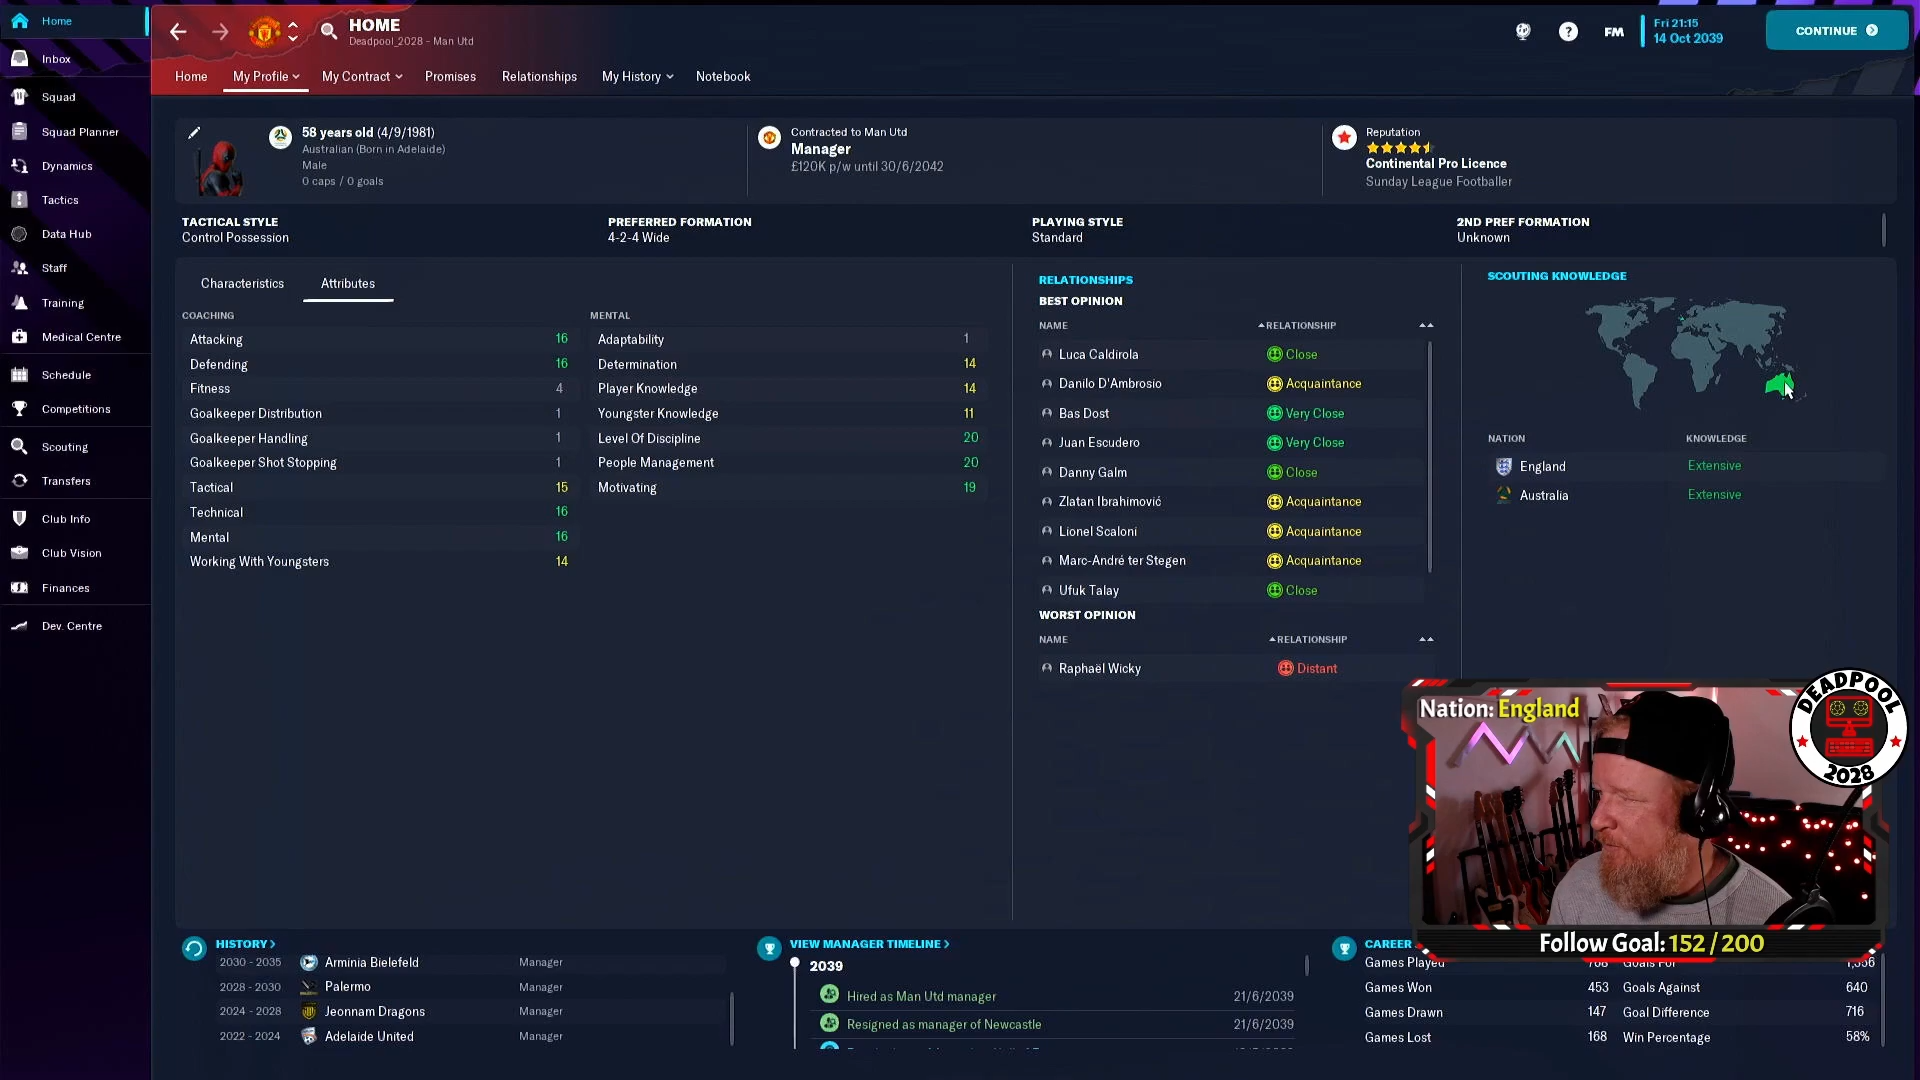 Home
Inbox
Squad
Squad Planner
Dynamics
Tactics
Data Hub
Staff
Training
Medical Centre
Schedule
Competitions
Scouting
Transfers
Club Info
Club Vision
Finances
Dev. Centre
HOME
Deadpool_2028 - Man Utd
FM
Fri 21:15
14 Oct 2039
CONTINUE
Home My Profile My Contract Promises Relationships My History Notebook
58 years old (4/9/1981)
Australian (Born in Adelaide)
Male
0 caps / 0 goals
Contracted to Man Utd
Manager
£120K p/w until 30/6/2042
Reputation
Continental Pro Licence
Sunday League Footballer
TACTICAL STYLE
Control Possession
PREFERRED FORMATION
4-2-4 Wide
PLAYING STYLE
Standard
2ND PREF FORMATION
Unknown
Characteristics Attributes
COACHING
Attacking 16
Defending 16
Fitness 4
Goalkeeper Distribution 1
Goalkeeper Handling 1
Goalkeeper Shot Stopping 1
Tactical 15
Technical 16
Mental 16
Working With Youngsters 14
MENTAL
Adaptability 1
Determination 14
Player Knowledge 14
Youngster Knowledge 11
Level Of Discipline 20
People Management 20
Motivating 19
RELATIONSHIPS
BEST OPINION
NAME RELATIONSHIP
Luca Caldirola Close
Danilo D'Ambrosio Acquaintance
Bas Dost Very Close
Juan Escudero Very Close
Danny Galm Close
Zlatan Ibrahimović Acquaintance
Lionel Scaloni Acquaintance
Marc-André ter Stegen Acquaintance
Ufuk Talay Close
WORST OPINION
NAME RELATIONSHIP
Raphaël Wicky Distant
SCOUTING KNOWLEDGE
NATION KNOWLEDGE
England Extensive
Australia Extensive
Nation: England
DEADPOOL
2028
Follow Goal: 152 / 200
HISTORY >
2030 - 2035 Arminia Bielefeld Manager
2028 - 2030 Palermo Manager
2024 - 2028 Jeonnam Dragons Manager
2022 - 2024 Adelaide United Manager
VIEW MANAGER TIMELINE >
2039
Hired as Man Utd manager 21/6/2039
Resigned as manager of Newcastle 21/6/2039
CAREER
Games Played 768 Goals For 1,356
Games Won 453 Goals Against 640
Games Drawn 147 Goal Difference 716
Games Lost 168 Win Percentage 58%